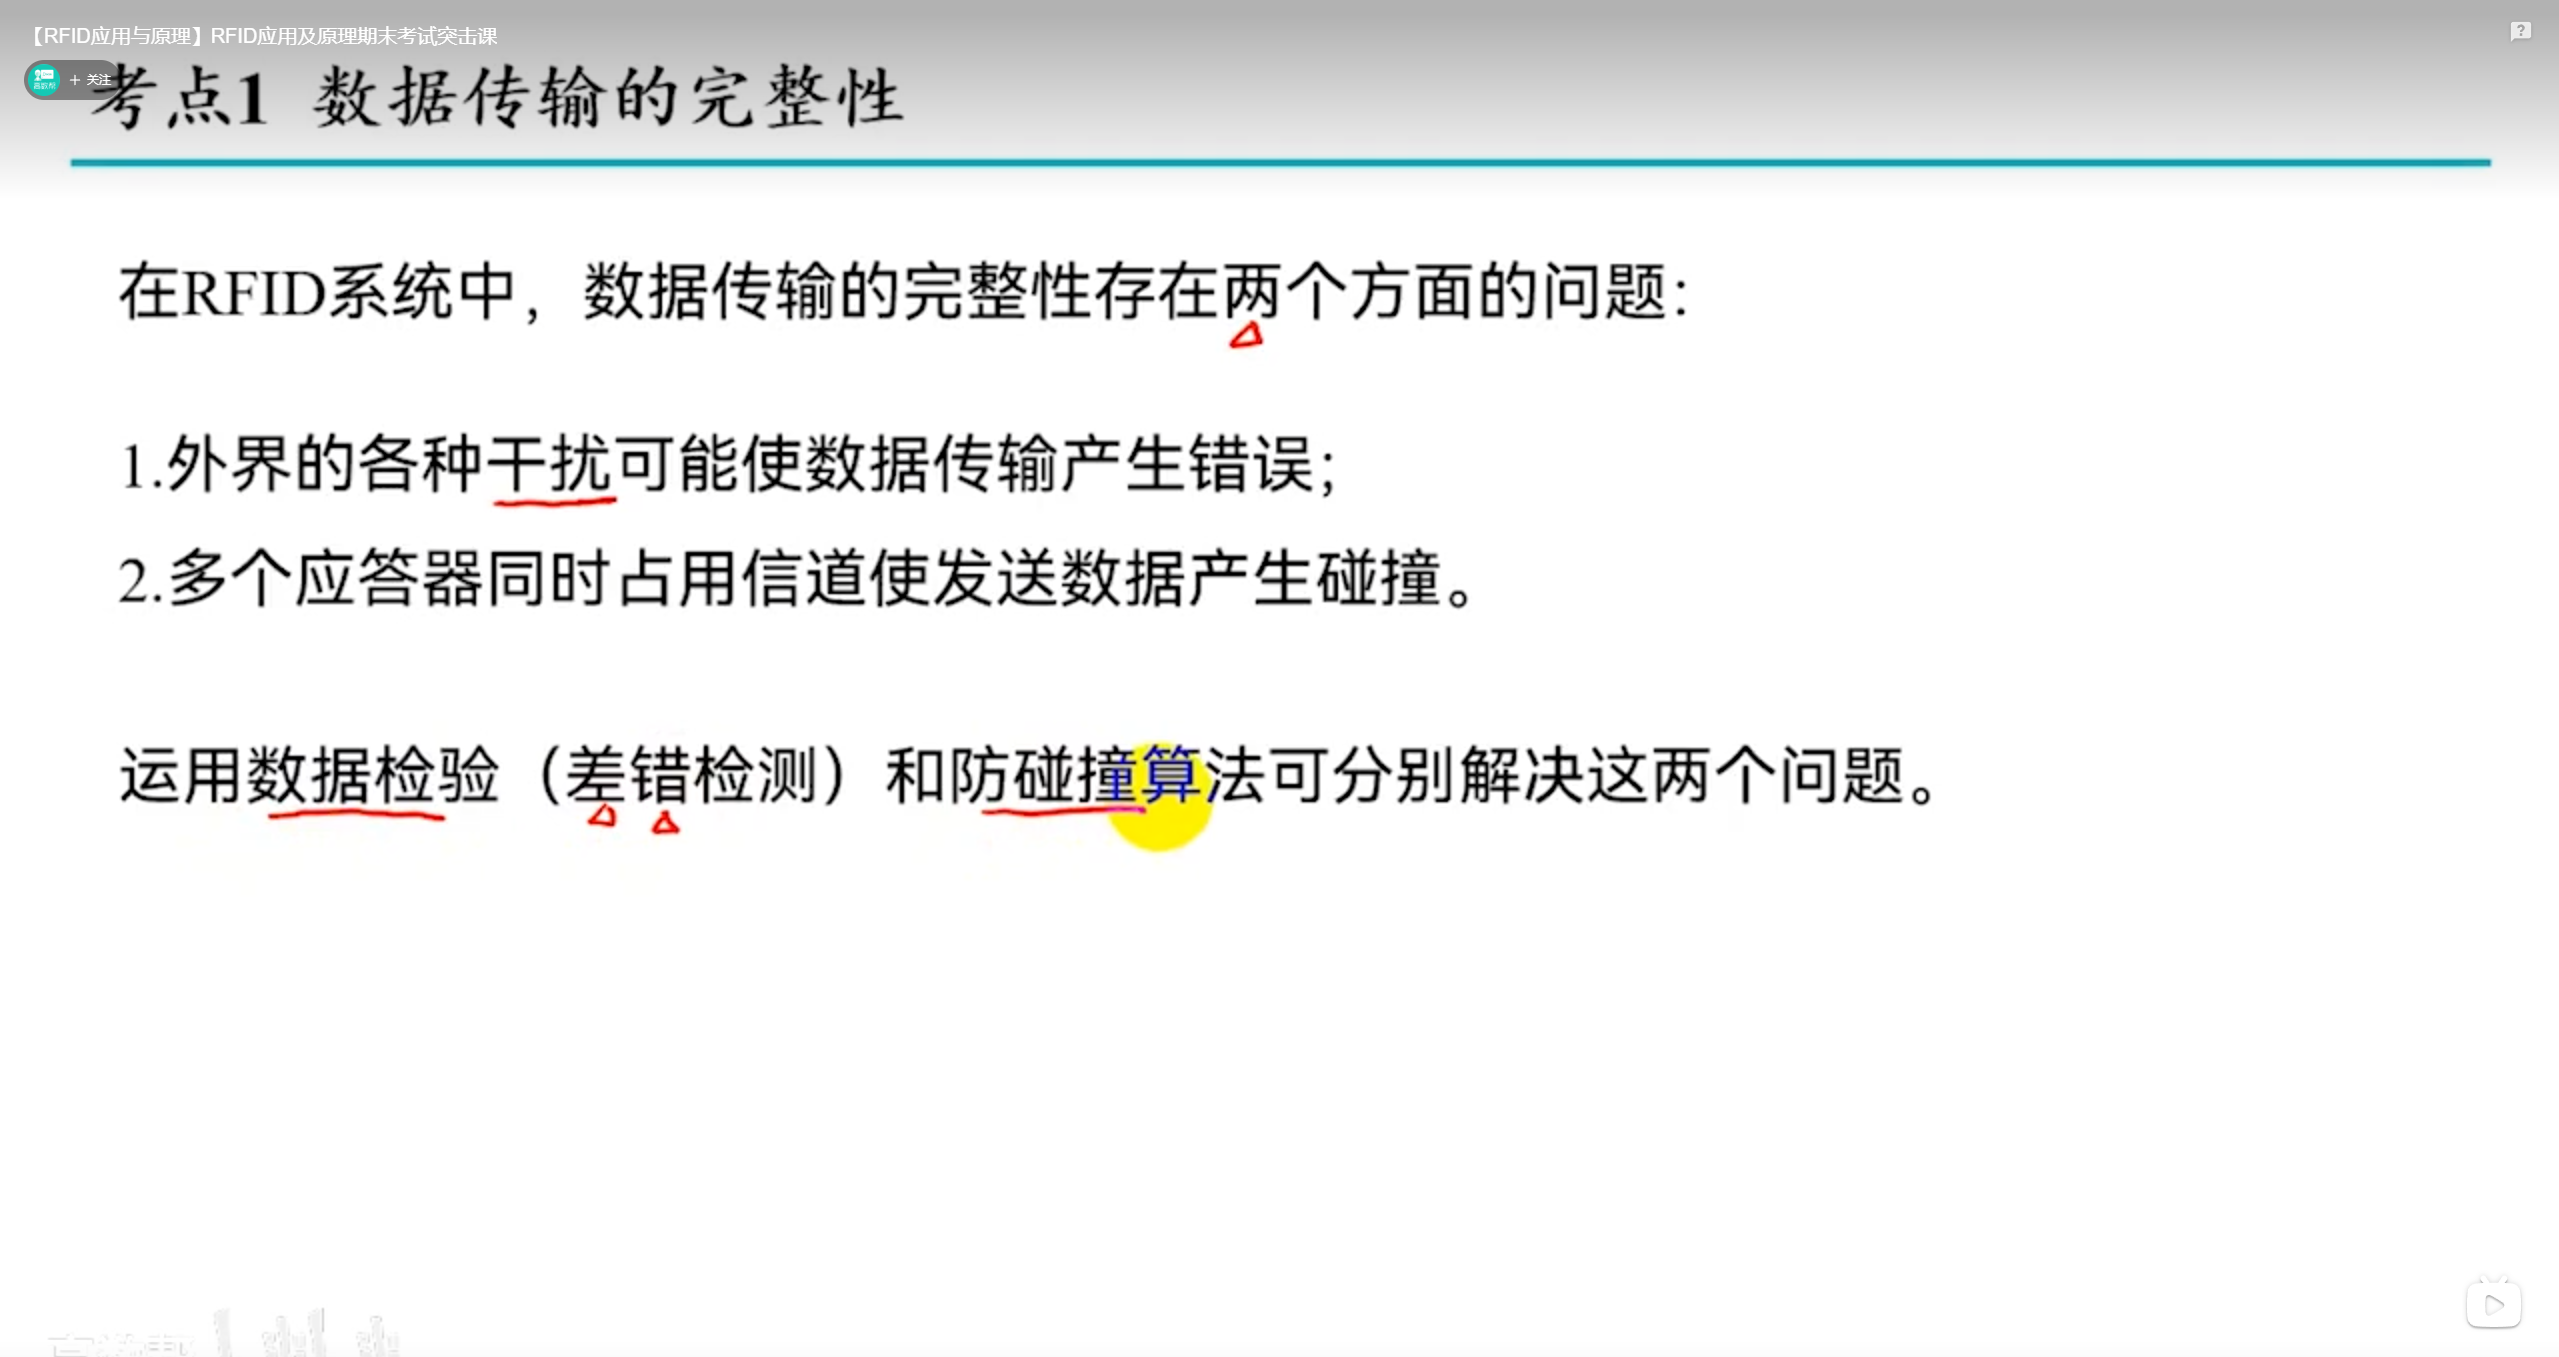 【RFID应用与原理】RFID应用及原理期末考试突击课
+ 关注
考点1 数据传输的完整性
在RFID系统中，数据传输的完整性存在两个方面的问题：
1.外界的各种干扰可能使数据传输产生错误；
2.多个应答器同时占用信道使发送数据产生碰撞。
运用数据检验（差错检测）和防碰撞算法可分别解决这两个问题。